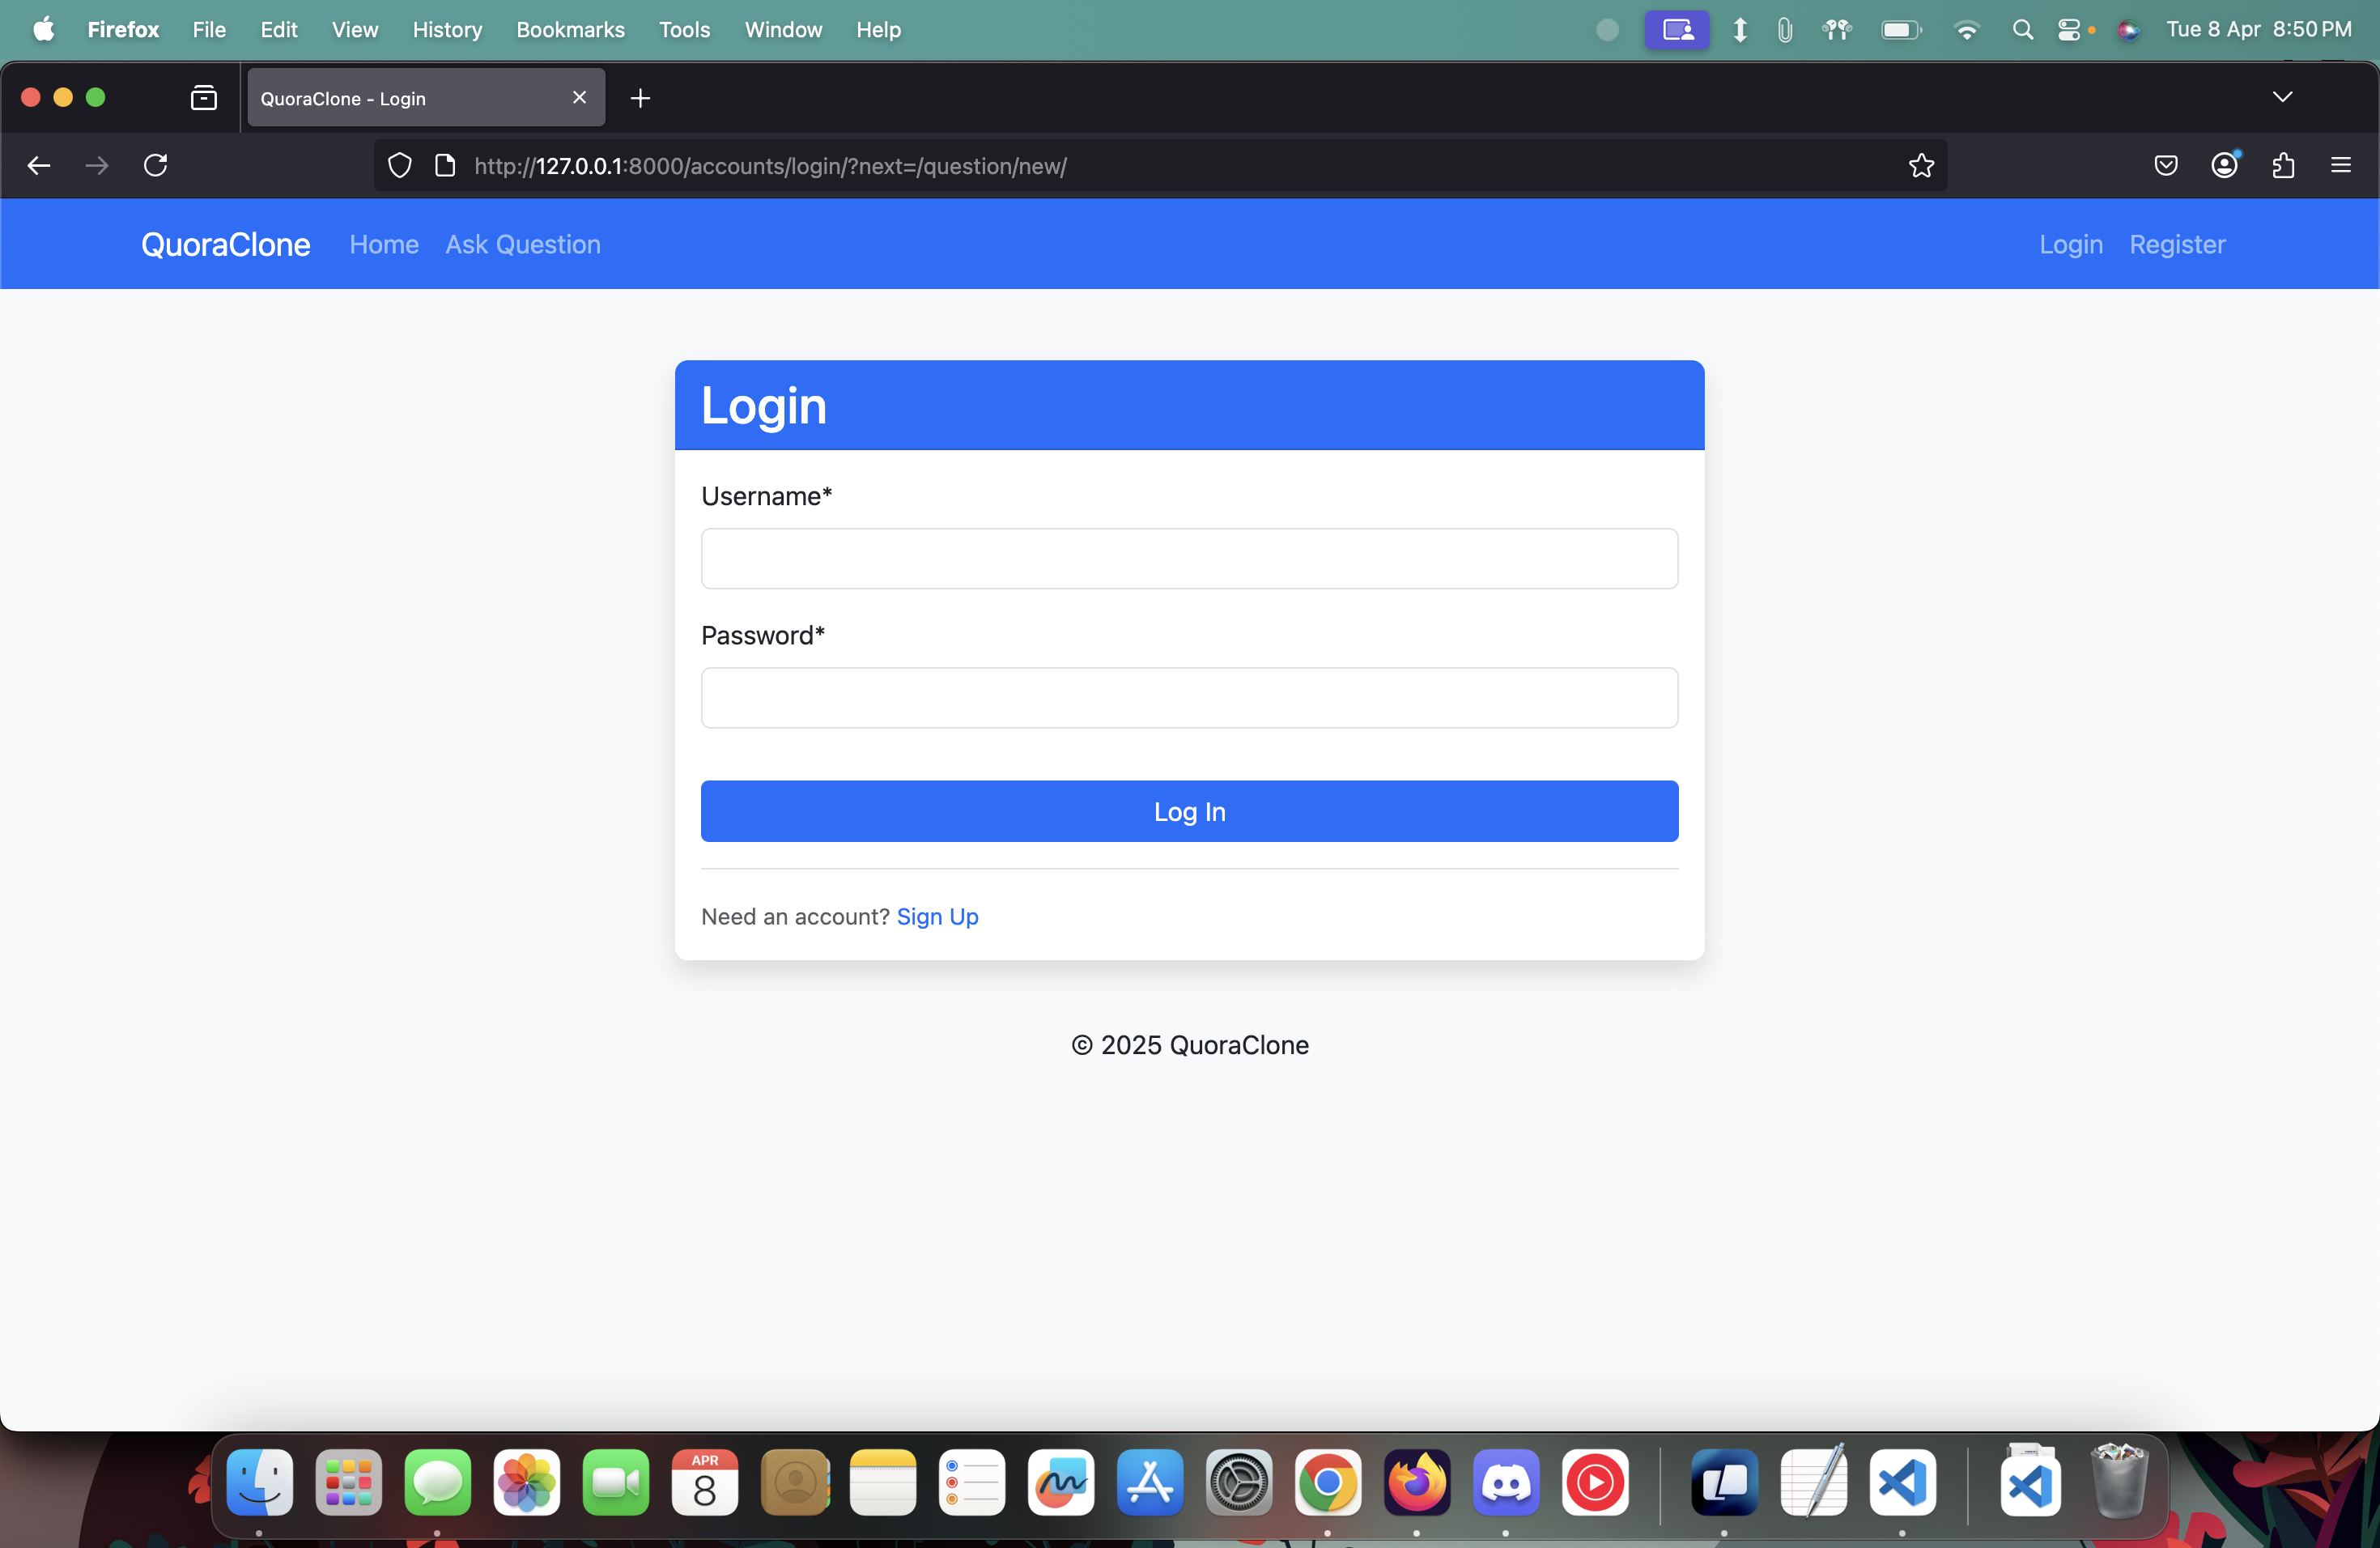 Firefox File Edit View History Bookmarks Tools Window Help Tue 8 Apr 8:50 PM
QuoraClone - Login
http://127.0.0.1:8000/accounts/login/?next=/question/new/
QuoraClone Home Ask Question Login Register
Login
Username*
Password*
Log In
Need an account? Sign Up
© 2025 QuoraClone
APR
8